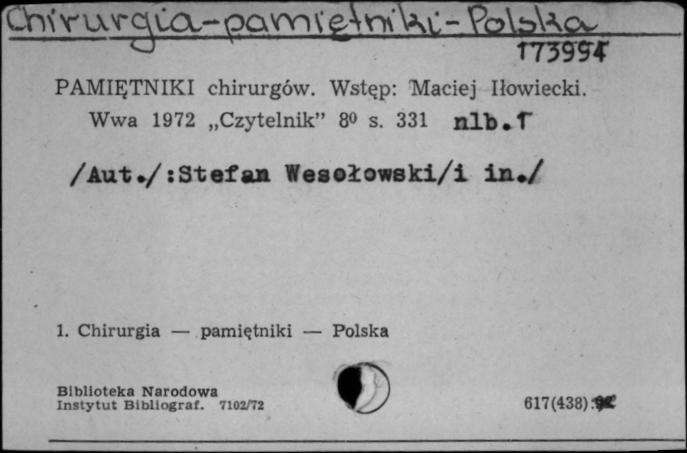 Chirurgia-pamiętniki-Polska
173994
PAMIĘTNIKI chirurgów. Wstęp: Maciej Iłowiecki.
Wwa 1972 „Czytelnik” 8⁰ s. 331 nlb.1
/Aut./:Stefan Wesołowski/i in./
1. Chirurgia — pamiętniki — Polska
Biblioteka Narodowa
Instytut Bibliograf. 7102/72
617(438):